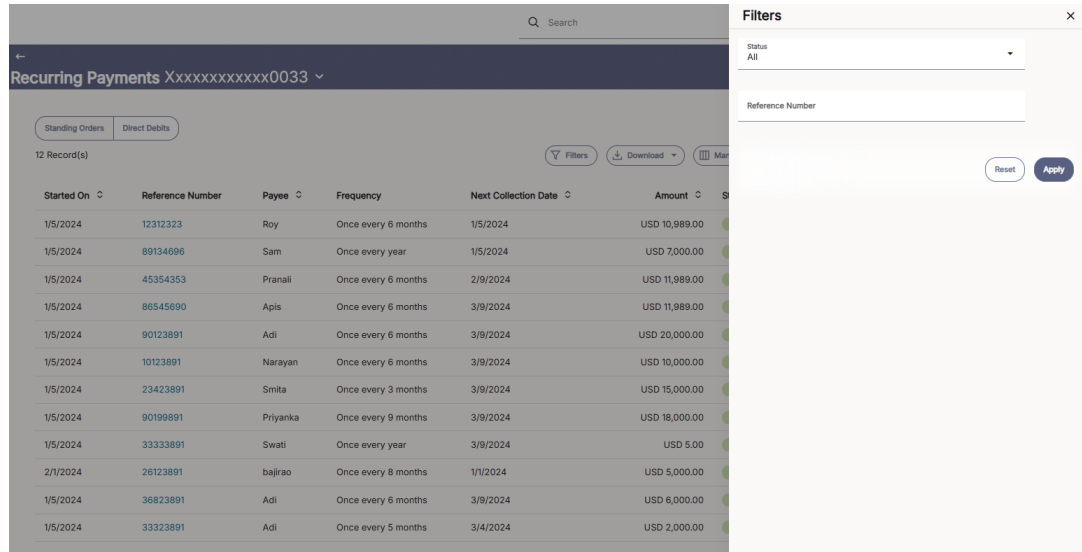 Search
Recurring Payments Xxxxxxxxxxxx0033
Standing Orders Direct Debits
12 Record(s) Filters Download Man
Started On Reference Number Payee Frequency Next Collection Date Amount S
1/5/2024 12312323 Roy Once every 6 months 1/5/2024 USD 10,989.00
1/5/2024 89134696 Sam Once every year 1/5/2024 USD 7,000.00
1/5/2024 45354353 Pranali Once every 6 months 2/9/2024 USD 11,989.00
1/5/2024 86545690 Apis Once every 6 months 3/9/2024 USD 11,989.00
1/5/2024 90123891 Adi Once every 6 months 3/9/2024 USD 20,000.00
1/5/2024 10123891 Narayan Once every 6 months 3/9/2024 USD 10,000.00
1/5/2024 23423891 Smita Once every 3 months 3/9/2024 USD 15,000.00
1/5/2024 90199891 Priyanka Once every 9 months 3/9/2024 USD 18,000.00
1/5/2024 33333891 Swati Once every year 3/9/2024 USD 5.00
2/1/2024 26123891 bajirao Once every 8 months 1/1/2024 USD 5,000.00
1/5/2024 36823891 Adi Once every 6 months 3/9/2024 USD 6,000.00
1/5/2024 33323891 Adi Once every 5 months 3/4/2024 USD 2,000.00
Filters
Status
All
Reference Number
Reset Apply